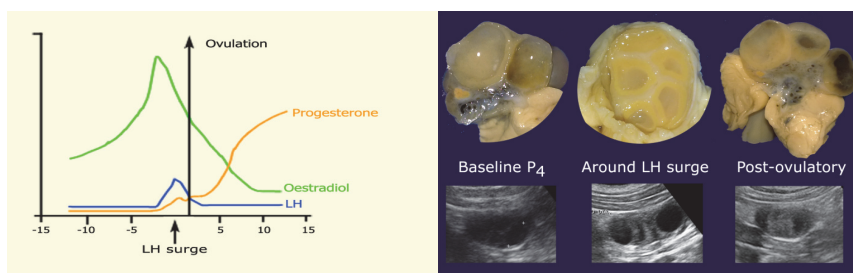 Ovulation
Progesterone
Oestradiol
LH
-15 -10 -5 0 5 10 15
LH surge
Baseline P4 Around LH surge Post-ovulatory